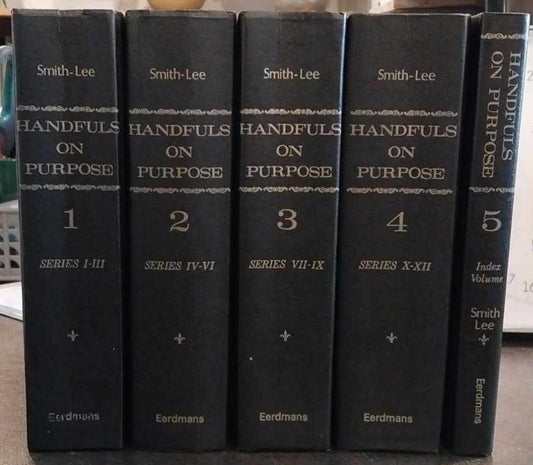 Smith-Lee
HANDFULS
ON
PURPOSE
1
SERIES I-III
Eerdmans
Smith-Lee
HANDFULS
ON
PURPOSE
2
SERIES IV-VI
Eerdmans
Smith-Lee
HANDFULS
ON
PURPOSE
3
SERIES VII-IX
Eerdmans
Smith-Lee
HANDFULS
ON
PURPOSE
4
SERIES X-XII
Eerdmans
HANDFULS
ON PURPOSE
5
Index
Volume
Smith
Lee
Eerdmans